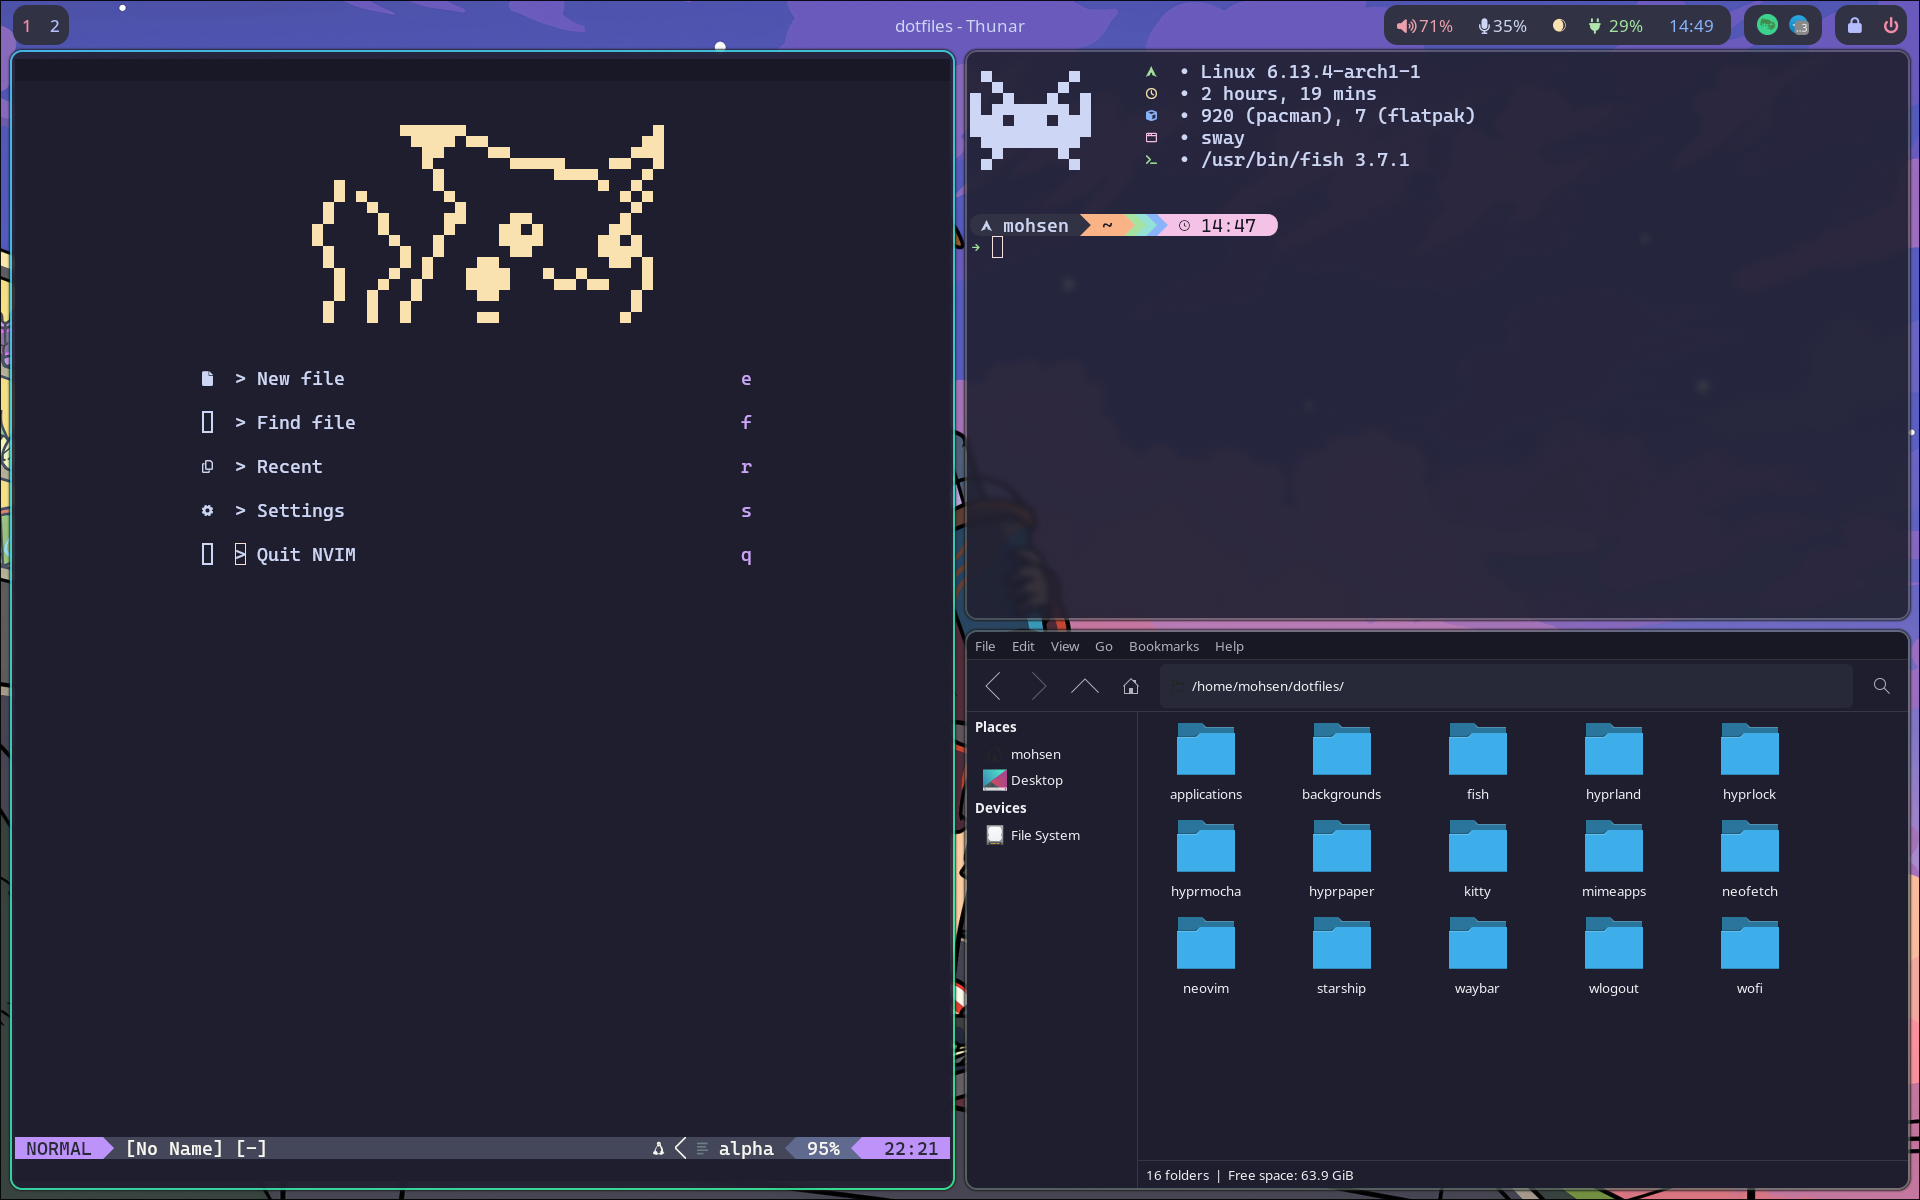 1 2
dotfiles - Thunar
71% 35% 29% 14:49
> New file e
> Find file f
> Recent r
> Settings s
> Quit NVIM q
NORMAL [No Name] [-] alpha 95% 22:21
• Linux 6.13.4-arch1-1
• 2 hours, 19 mins
• 920 (pacman), 7 (flatpak)
• sway
• /usr/bin/fish 3.7.1
mohsen ~ 14:47
File Edit View Go Bookmarks Help
/home/mohsen/dotfiles/
Places
mohsen
Desktop
Devices
File System
applications backgrounds fish hyprland hyprlock
hyprmocha hyprpaper kitty mimeapps neofetch
neovim starship waybar wlogout wofi
16 folders | Free space: 63.9 GiB